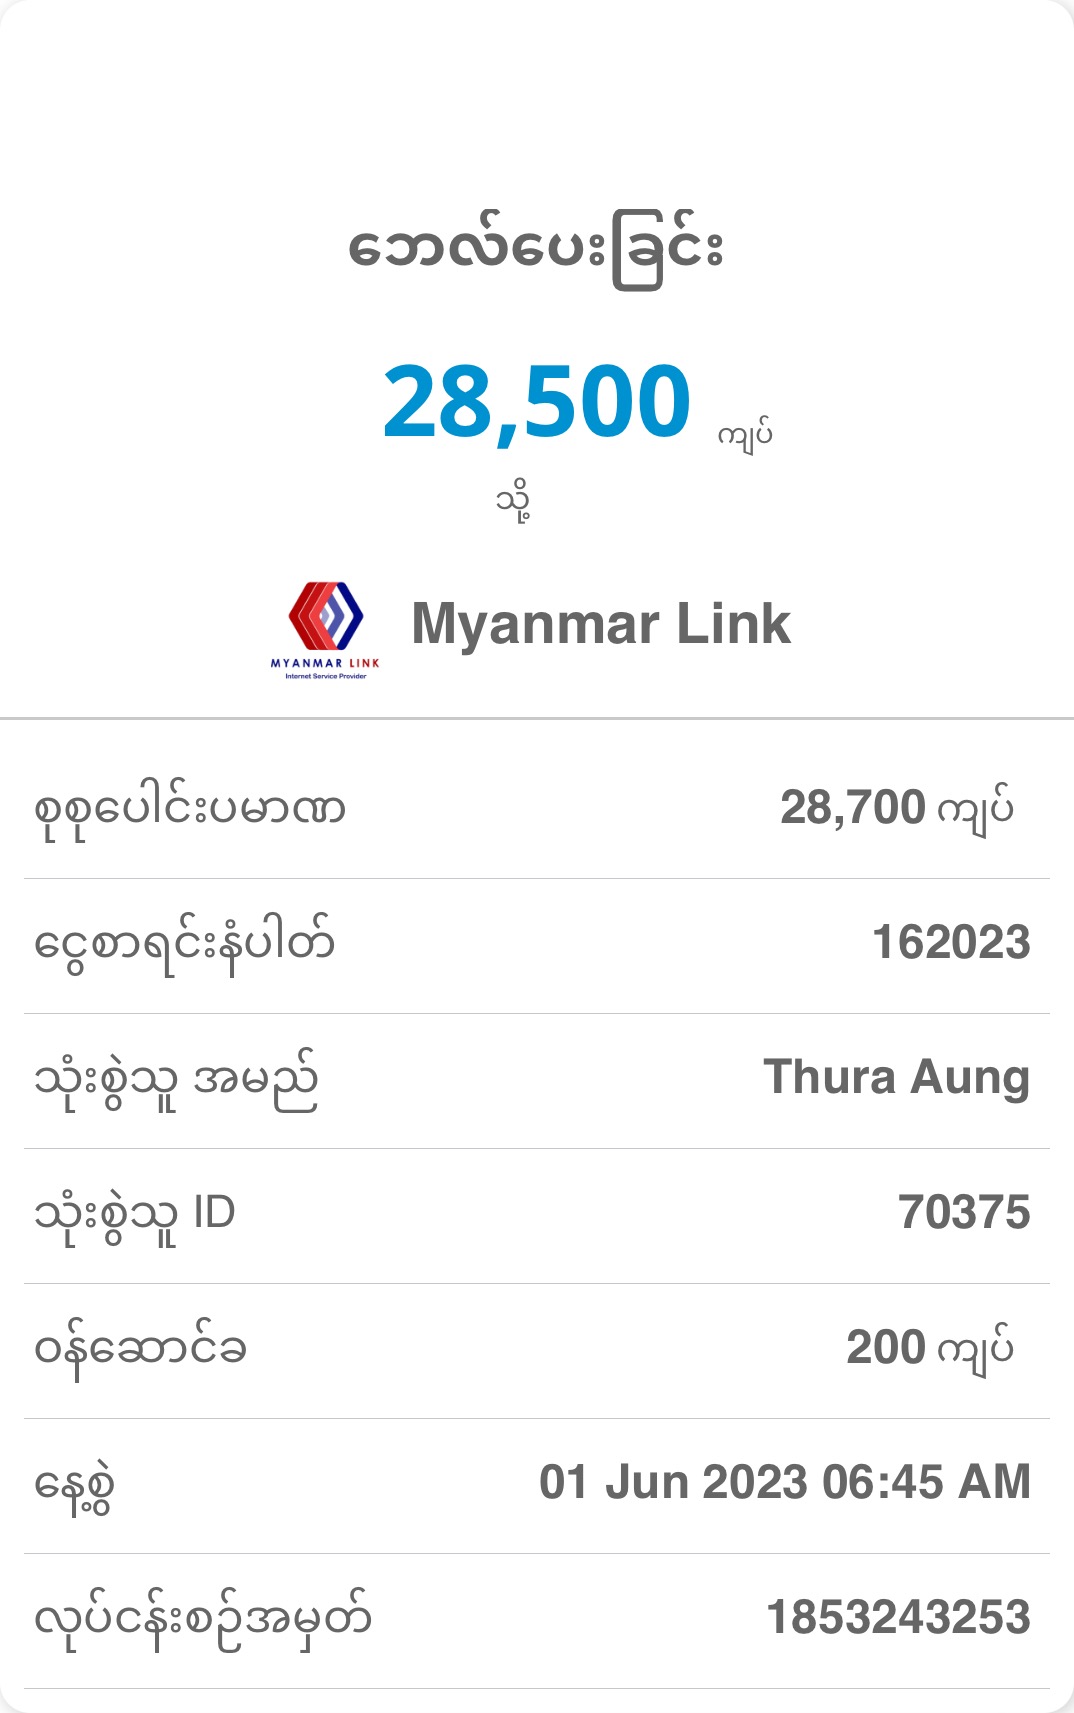 ဘေလ်ပေးခြင်း
28,500 ကျပ်
သို့
MYANMAR LINK
Internet Service Provider
Myanmar Link
စုစုပေါင်းပမာဏ 28,700 ကျပ်
ငွေစာရင်းနံပါတ် 162023
သုံးစွဲသူ အမည် Thura Aung
သုံးစွဲသူ ID 70375
ဝန်ဆောင်ခ 200 ကျပ်
နေ့စွဲ 01 Jun 2023 06:45 AM
လုပ်ငန်းစဉ်အမှတ် 1853243253